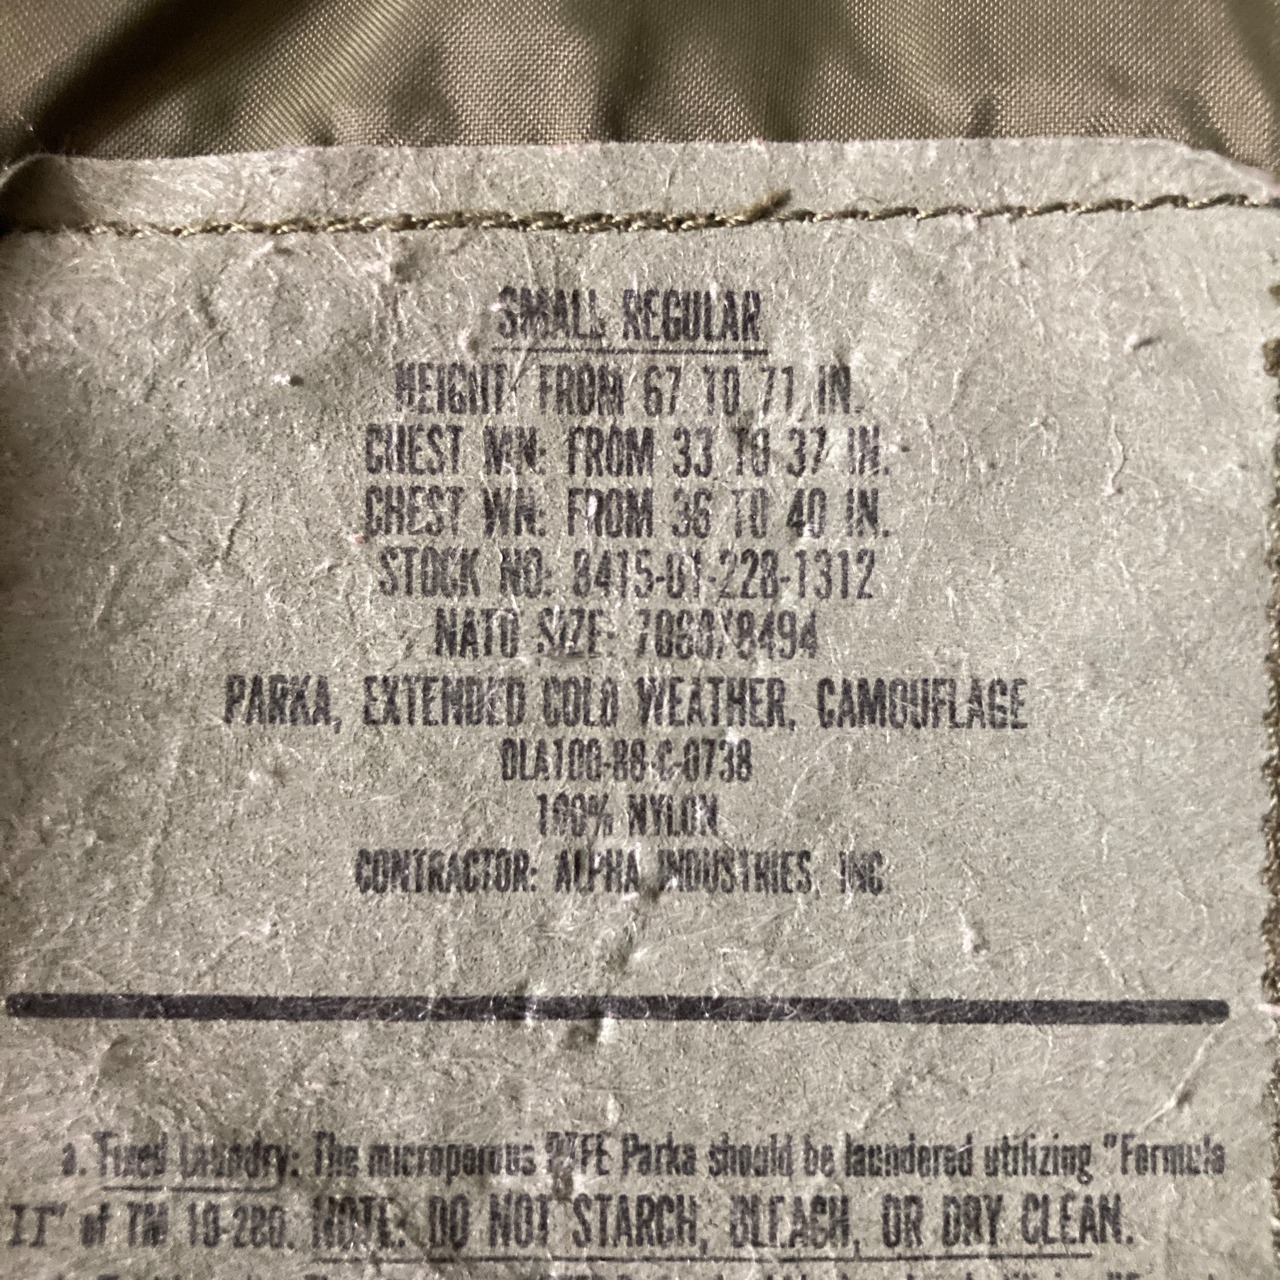 SMALL REGULAR
HEIGHT: FROM 67 TO 71 IN.
CHEST MN: FROM 33 TO 37 IN.
CHEST WN: FROM 36 TO 40 IN.
STOCK NO: 8415-01-228-1312
NATO SIZE:
PARKA, EXTENDED COLD WEATHER, CAMOUFLAGE
DLA100-88-C-0738
100% NYLON
CONTRACTOR: ALPHA INDUSTRIES, INC
a. Fixed Laundry: The microporous PTFE Parka should be laundered utilizing "Formula
II" of TM 10-280. NOTE: DO NOT STARCH, BLEACH, OR DRY CLEAN.